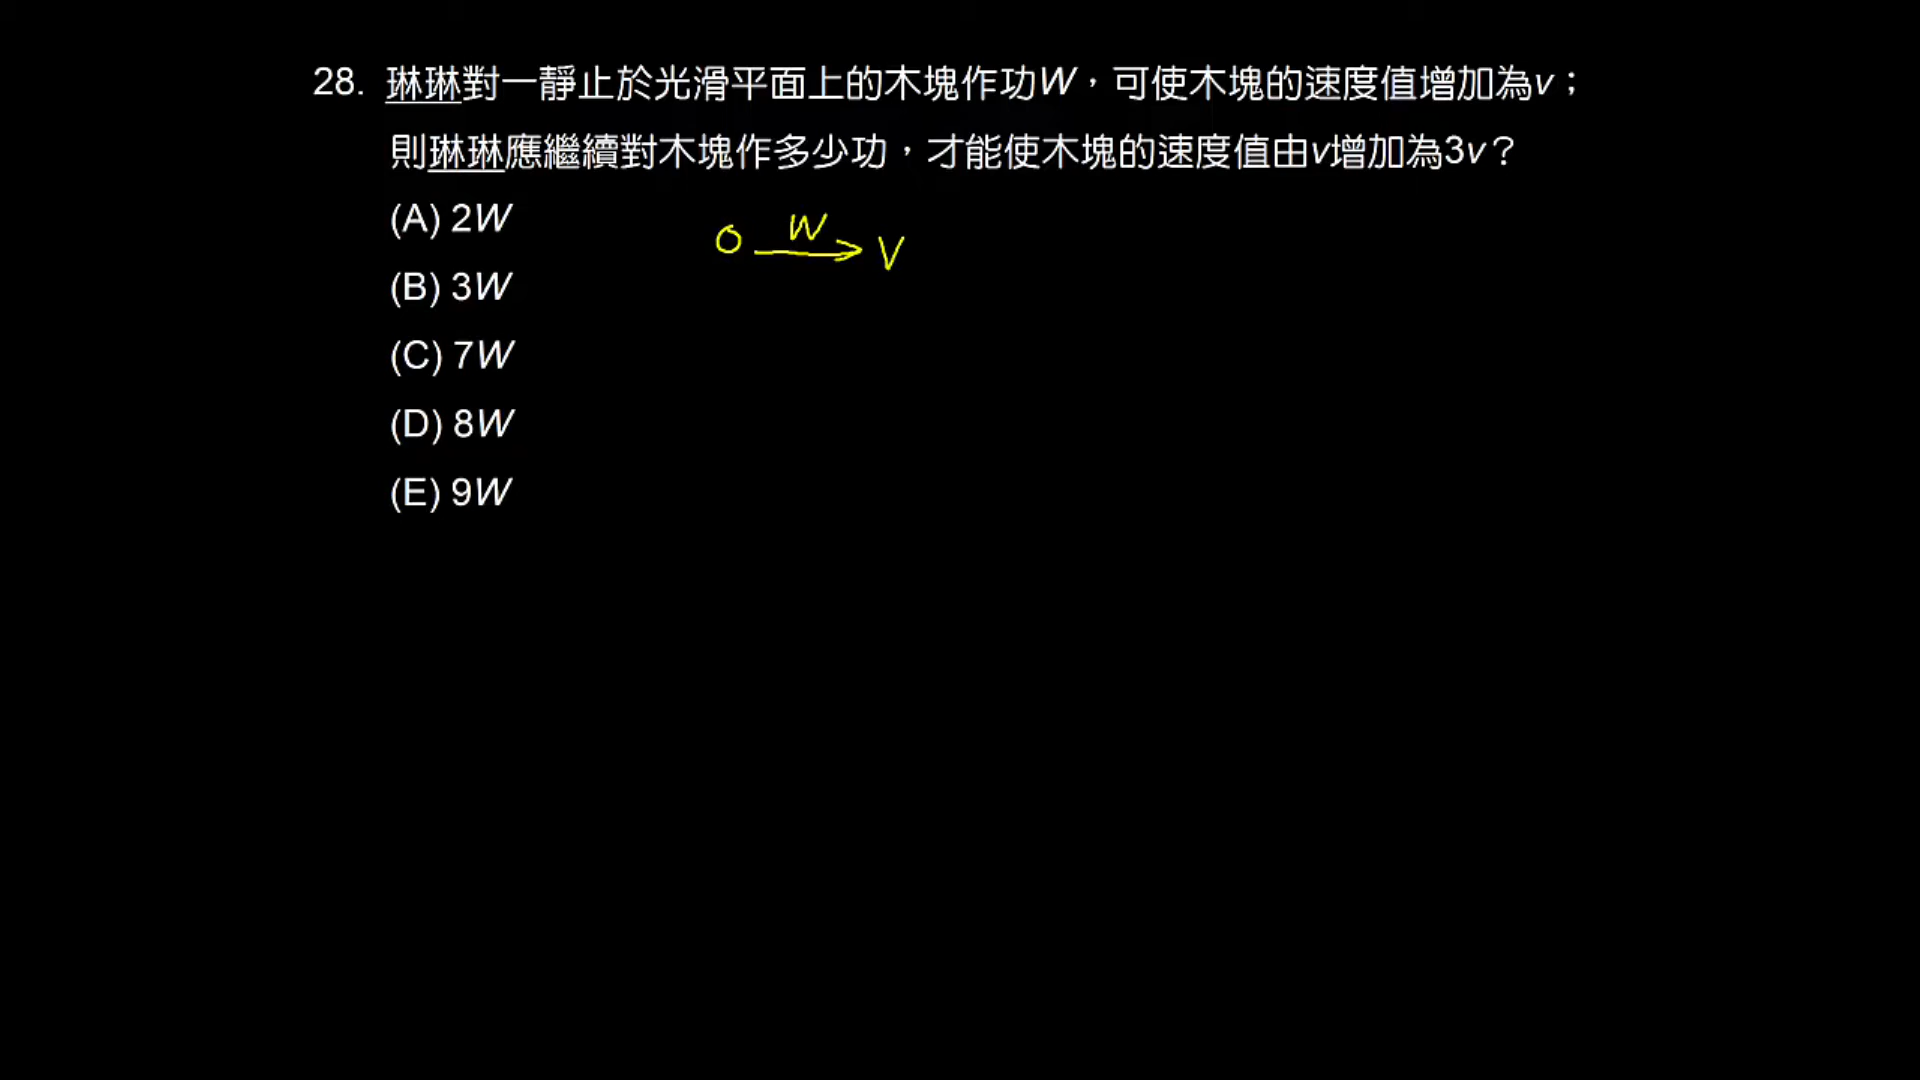 28. 琳琳對一靜止於光滑平面上的木塊作功W，可使木塊的速度值增加為v；
則琳琳應繼續對木塊作多少功，才能使木塊的速度值由v增加為3v？
(A) 2W
0 W V
(B) 3W
(C) 7W
(D) 8W
(E) 9W